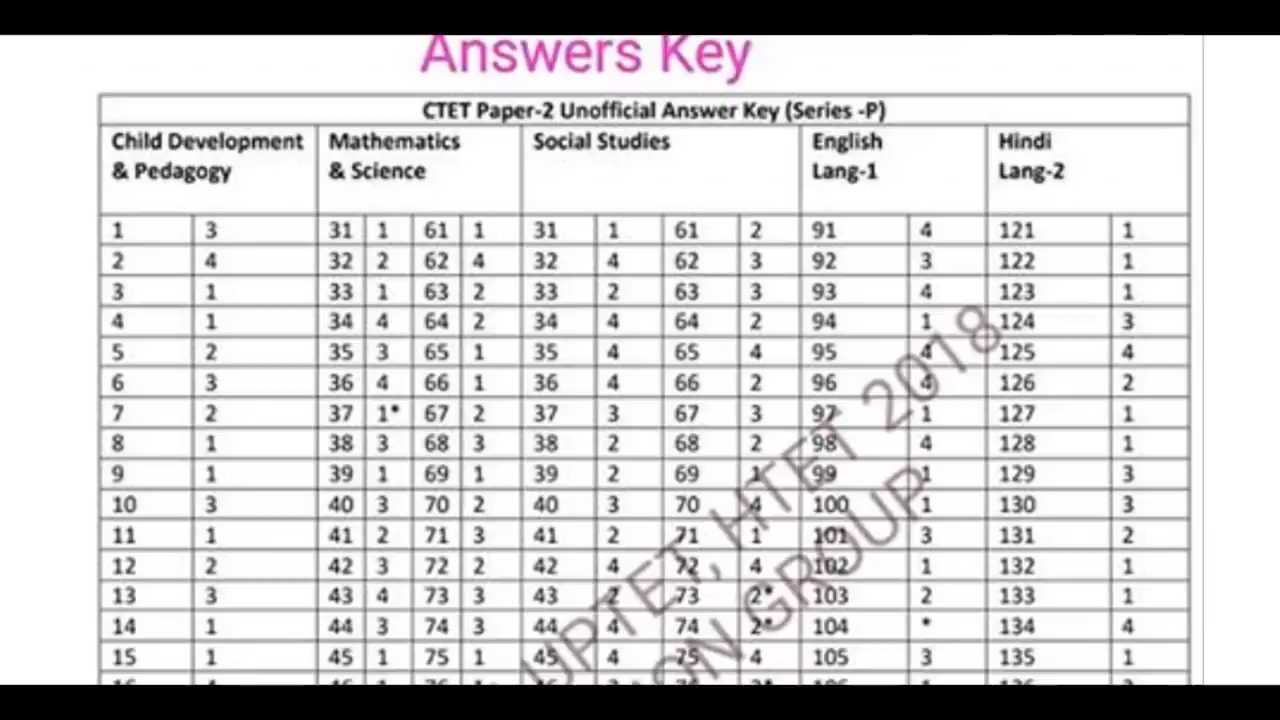 Answers Key
CTET Paper-2 Unofficial Answer Key (Series -P)
Child Development Mathematics Social Studies English Hindi
& Pedagogy & Science Lang-1 Lang-2
1 3 31 1 61 1 31 1 61 2 91 4 121 1
2 4 32 2 62 4 32 4 62 3 92 3 122 1
3 1 33 1 63 2 33 2 63 3 93 4 123 1
4 1 34 4 64 2 34 4 64 2 94 1 124 3
5 2 35 3 65 1 35 4 65 4 95 4 125 4
6 3 36 4 66 1 36 4 66 2 96 4 126 2
7 2 37 1* 67 2 37 3 67 3 97 1 127 1
8 1 38 3 68 3 38 2 68 2 98 4 128 1
9 1 39 1 69 1 39 2 69 1 99 1 129 3
10 3 40 3 70 2 40 3 70 4 100 1 130 3
11 1 41 2 71 3 41 2 71 1 101 3 131 2
12 2 42 3 72 2 42 4 72 4 102 1 132 1
13 3 43 4 73 3 43 2 73 2* 103 2 133 1
14 1 44 3 74 3 44 4 74 2* 104 * 134 4
15 1 45 1 75 1 45 4 75 4 105 3 135 1
UPTET, HTET 2018
ON GROUP